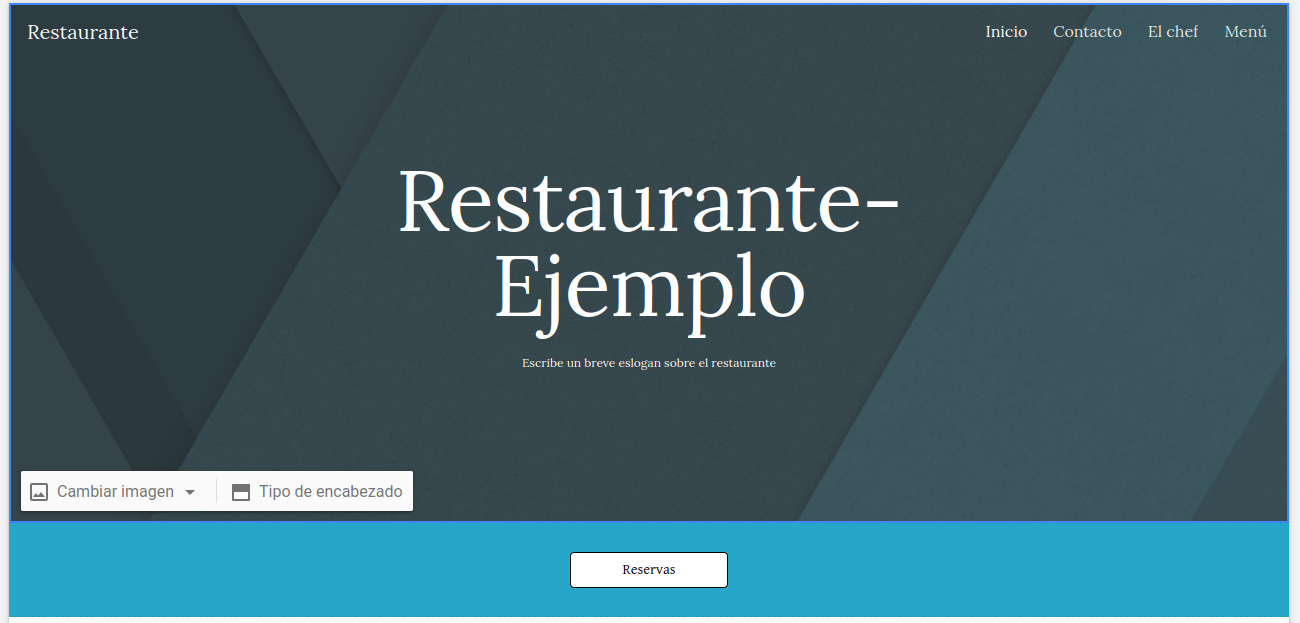 Restaurante
Inicio Contacto El chef Menú
Restaurante-
Ejemplo
Escribe un breve eslogan sobre el restaurante
Cambiar imagen Tipo de encabezado
Reservas